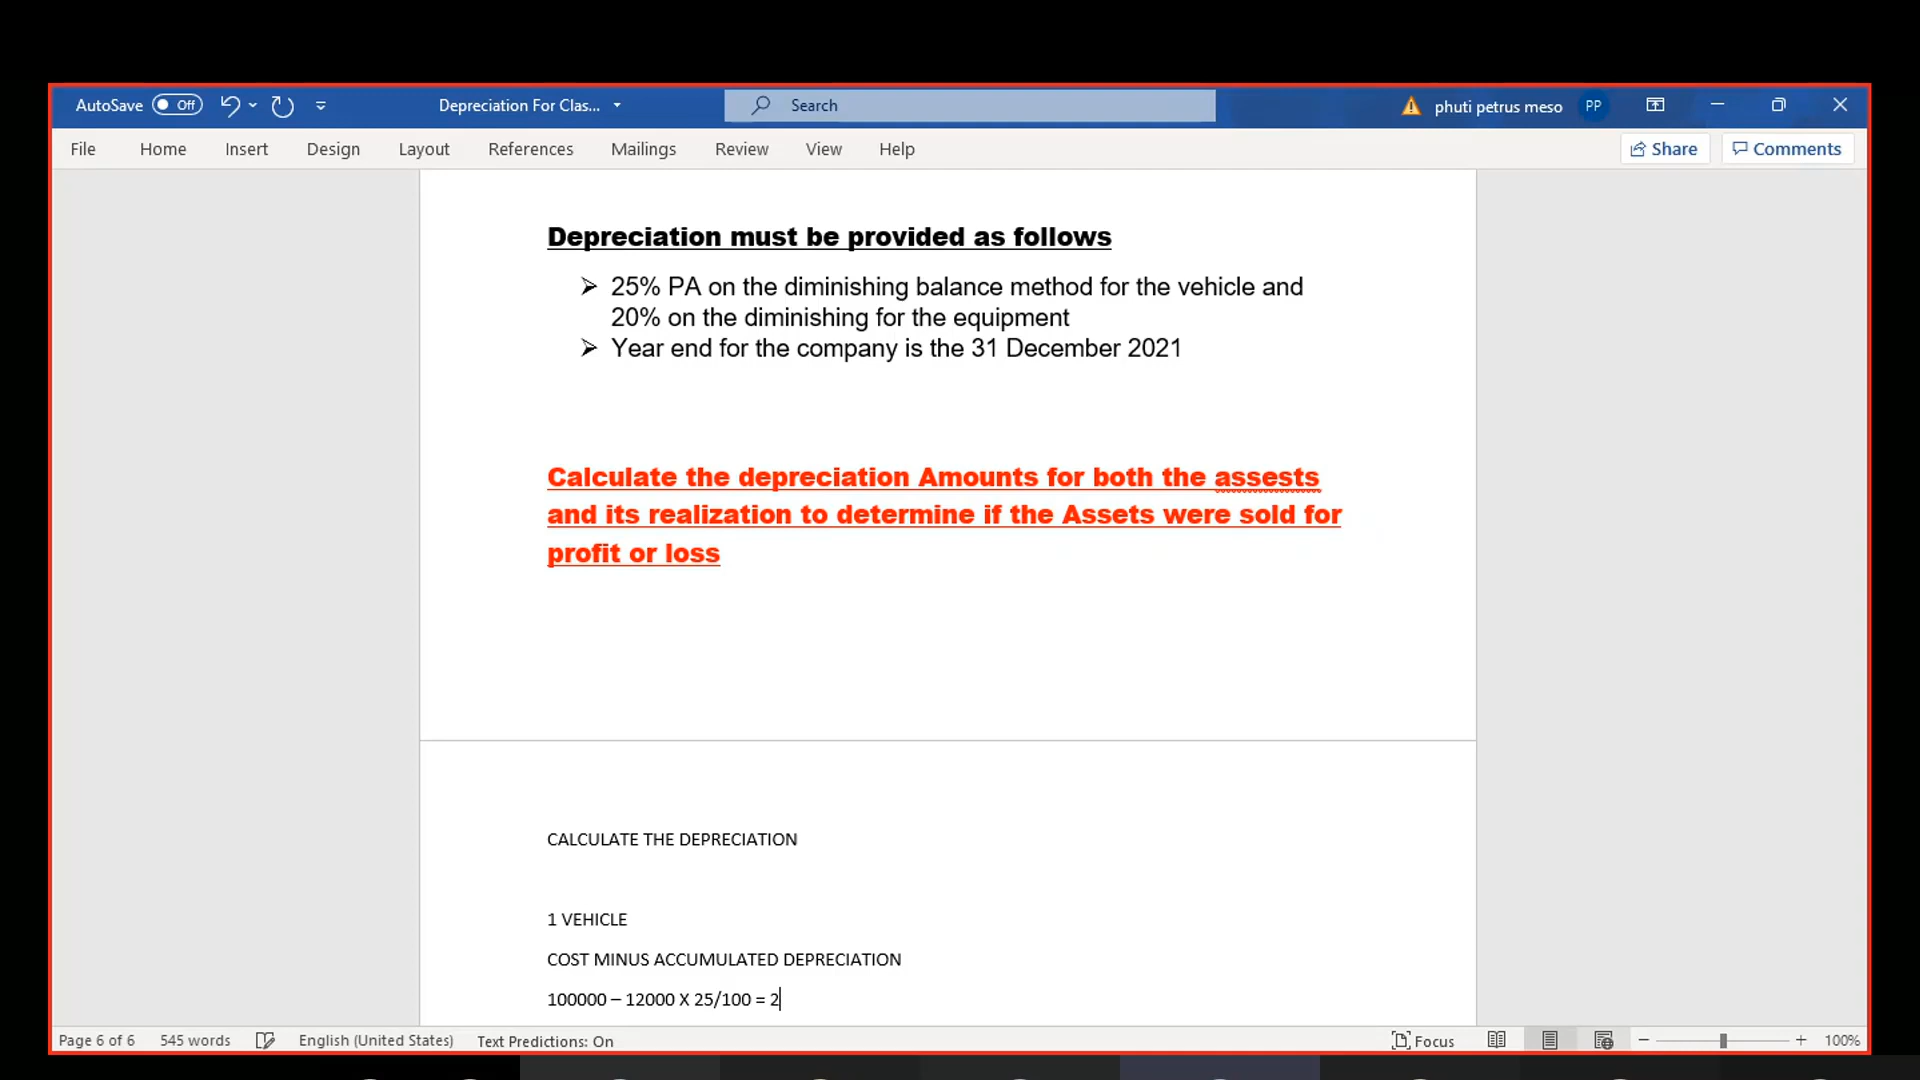 AutoSave Off Depreciation For Clas... Search phuti petrus meso PP
File Home Insert Design Layout References Mailings Review View Help Share Comments
Depreciation must be provided as follows
➢ 25% PA on the diminishing balance method for the vehicle and
20% on the diminishing for the equipment
➢ Year end for the company is the 31 December 2021
Calculate the depreciation Amounts for both the assests
and its realization to determine if the Assets were sold for
profit or loss
CALCULATE THE DEPRECIATION
1 VEHICLE
COST MINUS ACCUMULATED DEPRECIATION
100000 – 12000 X 25/100 = 2
Page 6 of 6 545 words English (United States) Text Predictions: On Focus 100%